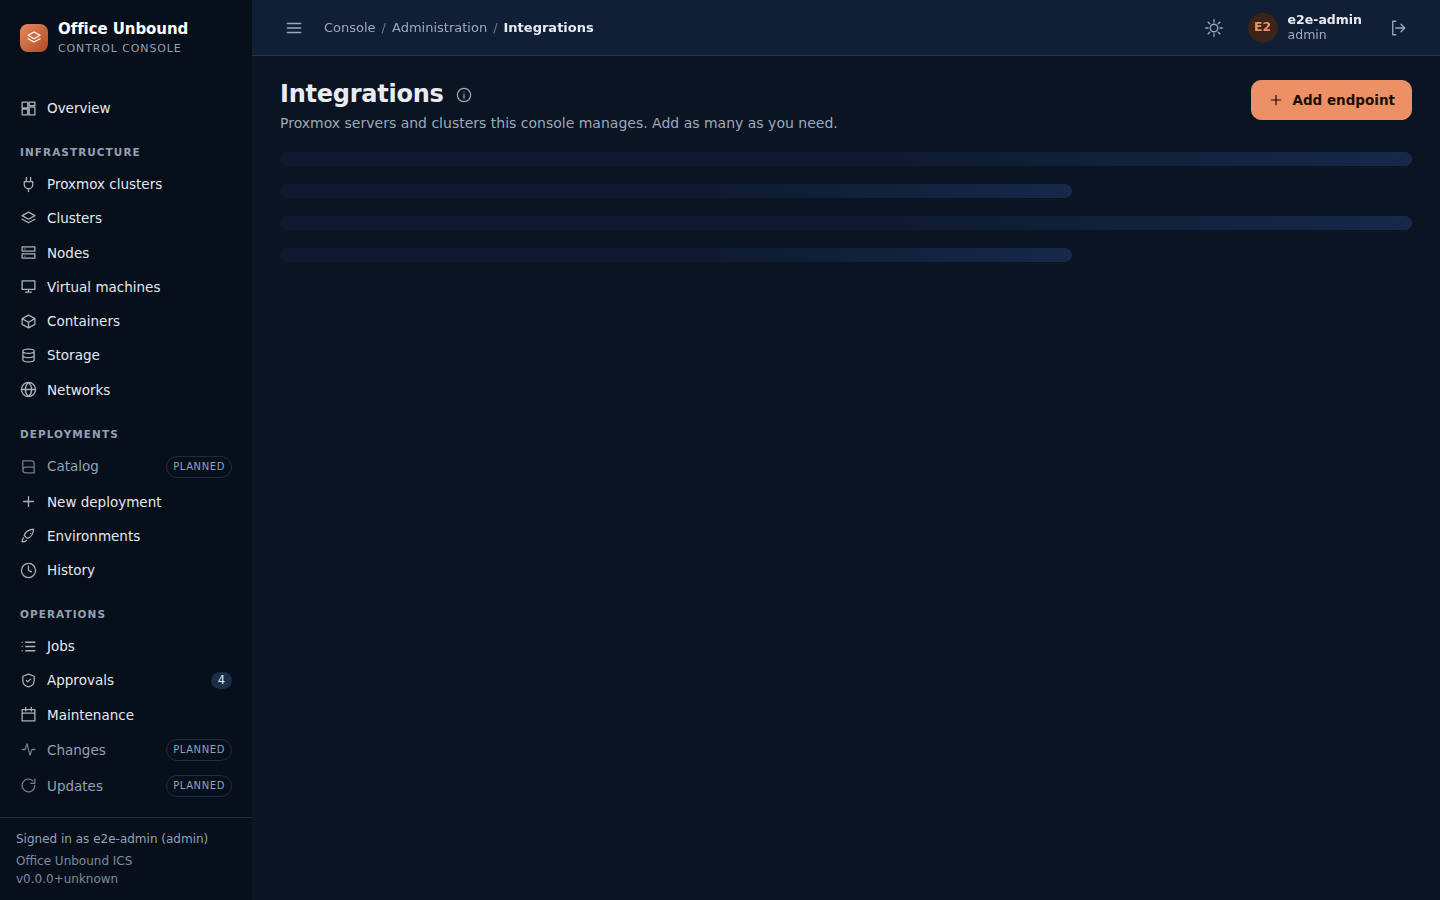 Office Unbound
CONTROL CONSOLE
Overview
INFRASTRUCTURE
Proxmox clusters
Clusters
Nodes
Virtual machines
Containers
Storage
Networks
DEPLOYMENTS
Catalog PLANNED
New deployment
Environments
History
OPERATIONS
Jobs
Approvals 4
Maintenance
Changes PLANNED
Updates PLANNED
Signed in as e2e-admin (admin)
Office Unbound ICS
v0.0.0+unknown
Console / Administration / Integrations
E2 e2e-admin
admin
Integrations
Proxmox servers and clusters this console manages. Add as many as you need.
Add endpoint